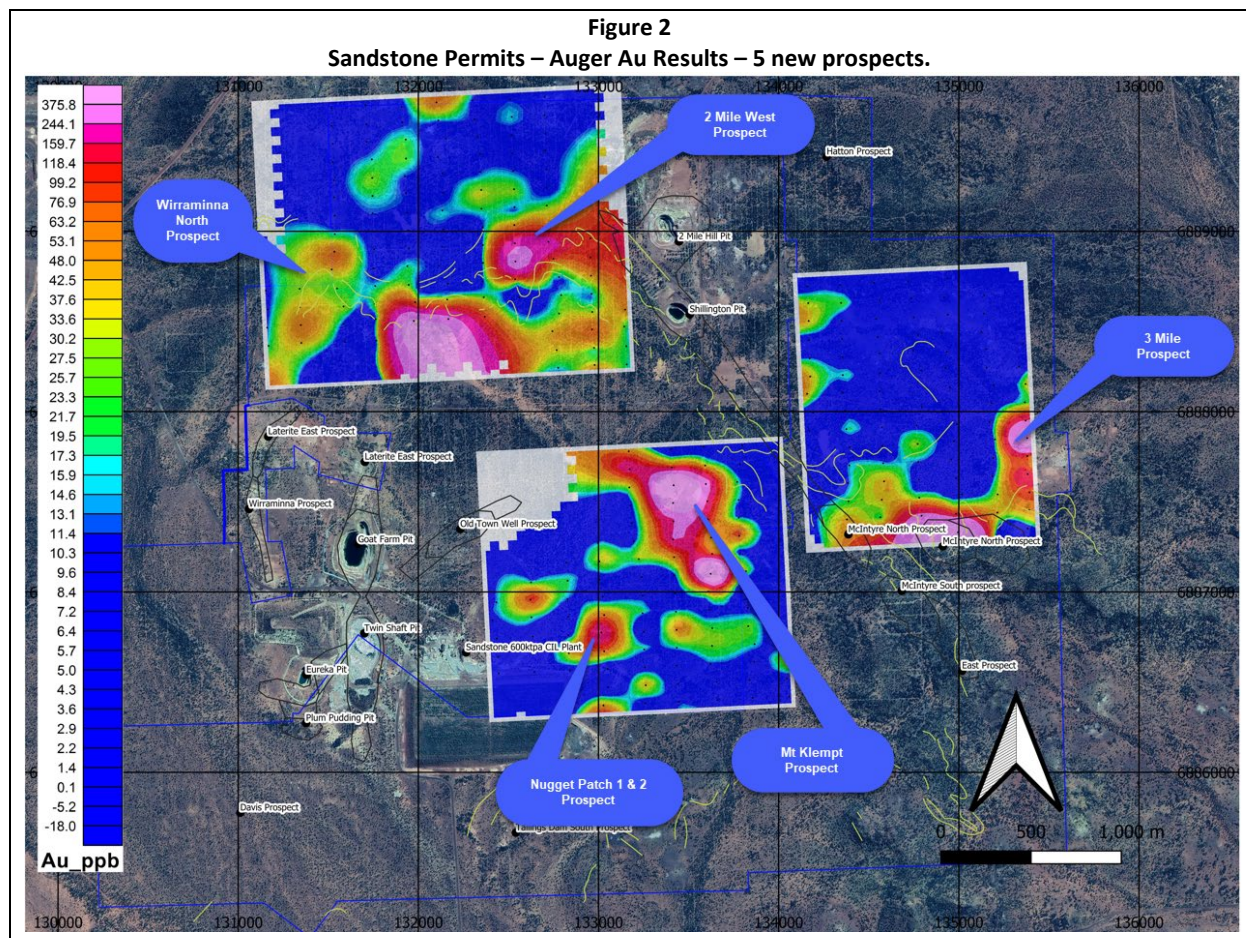 Figure 2
Sandstone Permits – Auger Au Results – 5 new prospects.
131000
132000
133000
134000
135000
136000
375.8
244.1
159.7
118.4
99.2
76.9
63.2
53.1
48.0
42.5
37.6
33.6
30.2
27.5
25.7
23.3
21.7
19.5
17.3
15.9
14.6
13.1
11.4
10.3
9.6
8.4
7.2
6.4
5.7
5.0
4.3
3.6
2.9
2.2
1.4
0.1
-5.2
-18.0
Au_ppb
2 Mile West
Prospect
Hatton Prospect
Wirraminna
North
Prospect
2 Mile Hill Pit
6889000
Shillington Pit
3 Mile
Prospect
6888000
Laterite East Prospect
Laterite East Prospect
Wirraminna Prospect
Old Town Well Prospect
Goat Farm Pit
McIntyre North Prospect
McIntyre North Prospect
McIntyre South prospect
6887000
Twin Shaft Pit
Sandstone 600ktpa CIL Plant
Eureka Pit
East Prospect
Plum Pudding Pit
Mt Klempt
Prospect
Nugget Patch 1 & 2
Prospect
6886000
Davis Prospect
Tailings Dam South Prospect
0 500 1,000 m
130000
131000
132000
133000
134000
135000
136000